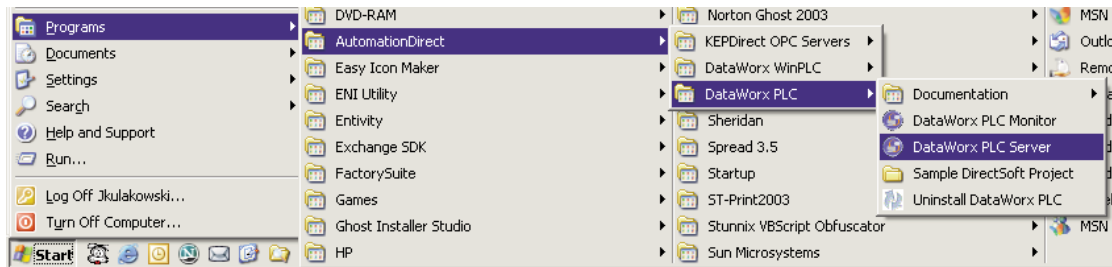 Programs
Documents
Settings
Search
Help and Support
Run...
Log Off Jkulakowski...
Turn Off Computer...
Start
DVD-RAM
AutomationDirect
Easy Icon Maker
ENI Utility
Entivity
Exchange SDK
FactorySuite
Games
Ghost Installer Studio
HP
Norton Ghost 2003
KEPDirect OPC Servers
DataWorx WinPLC
DataWorx PLC
Sheridan
Spread 3.5
Startup
ST-Print2003
Stunnix VBScript Obfuscator
Sun Microsystems
Documentation
DataWorx PLC Monitor
DataWorx PLC Server
Sample DirectSoft Project
Uninstall DataWorx PLC
MSN
MSN